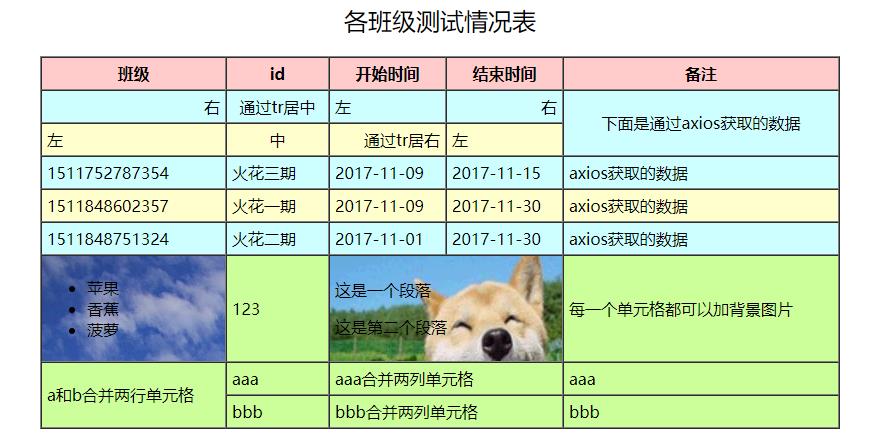 各班级测试情况表
班级 id 开始时间 结束时间 备注
右 通过tr居中 左 右 下面是通过axios获取的数据
左 中 通过tr居右 左
1511752787354 火花三期 2017-11-09 2017-11-15 axios获取的数据
1511848602357 火花一期 2017-11-09 2017-11-30 axios获取的数据
1511848751324 火花二期 2017-11-01 2017-11-30 axios获取的数据
苹果
香蕉
菠萝
123
这是一个段落
这是第二个段落
每一个单元格都可以加背景图片
a和b合并两行单元格
aaa aaa合并两列单元格 aaa
bbb bbb合并两列单元格 bbb